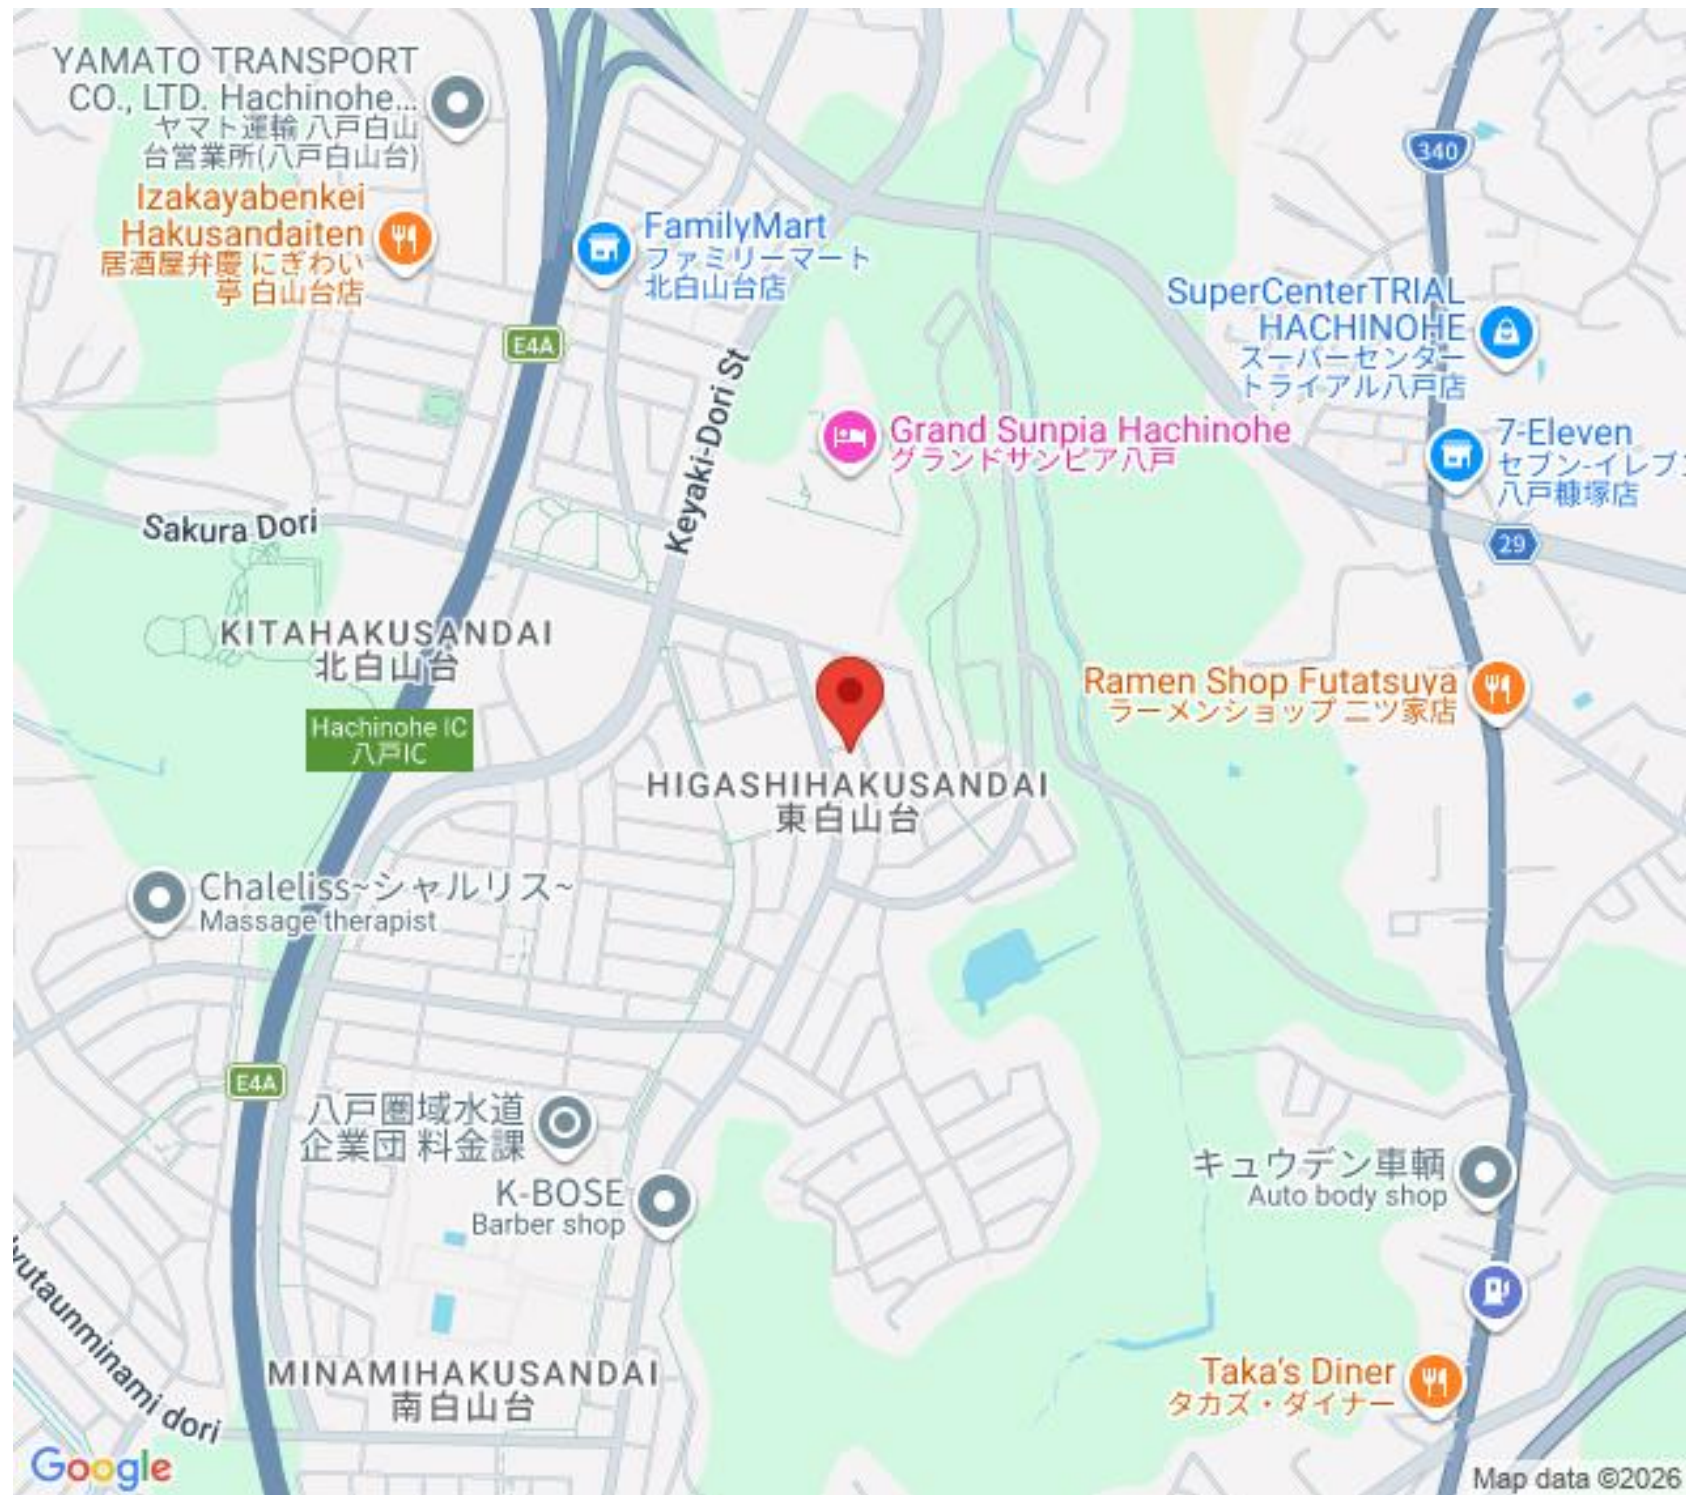 YAMATO TRANSPORT
CO., LTD. Hachinohe...
ヤマト運輸 八戸白山
台営業所(八戸白山台)
Izakayabenkei
Hakusandaiten
居酒屋弁慶 にぎわい
亭 白山台店
FamilyMart
ファミリーマート
北白山台店
340
SuperCenterTRIAL
HACHINOHE
スーパーセンター
トライアル八戸店
E4A
Keyaki-Dori St
Grand Sunpia Hachinohe
グランドサンピア八戸
7-Eleven
セブン-イレブン
八戸糠塚店
29
Sakura Dori
KITAHAKUSANDAI
北白山台
Hachinohe IC
八戸IC
Ramen Shop Futatsuya
ラーメンショップ 二ツ家店
HIGASHIHAKUSANDAI
東白山台
Chaleliss~シャルリス~
Massage therapist
E4A
八戸圏域水道
企業団 料金課
K-BOSE
Barber shop
キュウデン車輌
Auto body shop
yutaunminami dori
MINAMIHAKUSANDAI
南白山台
Taka's Diner
タカズ・ダイナー
Google
Map data ©2026